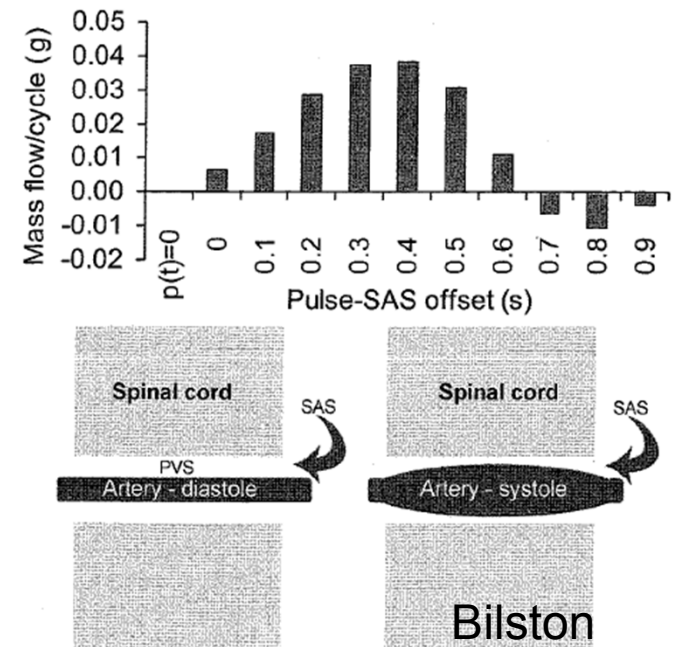 Mass flow/cycle (g)
0.05
0.04
0.03
0.02
0.01
0.00
-0.01
-0.02
p(t)=0 0 0.1 0.2 0.3 0.4 0.5 0.6 0.7 0.8 0.9
Pulse-SAS offset (s)
Spinal cord
SAS
PVS
Artery - diastole
Spinal cord
SAS
Artery - systole
Bilston